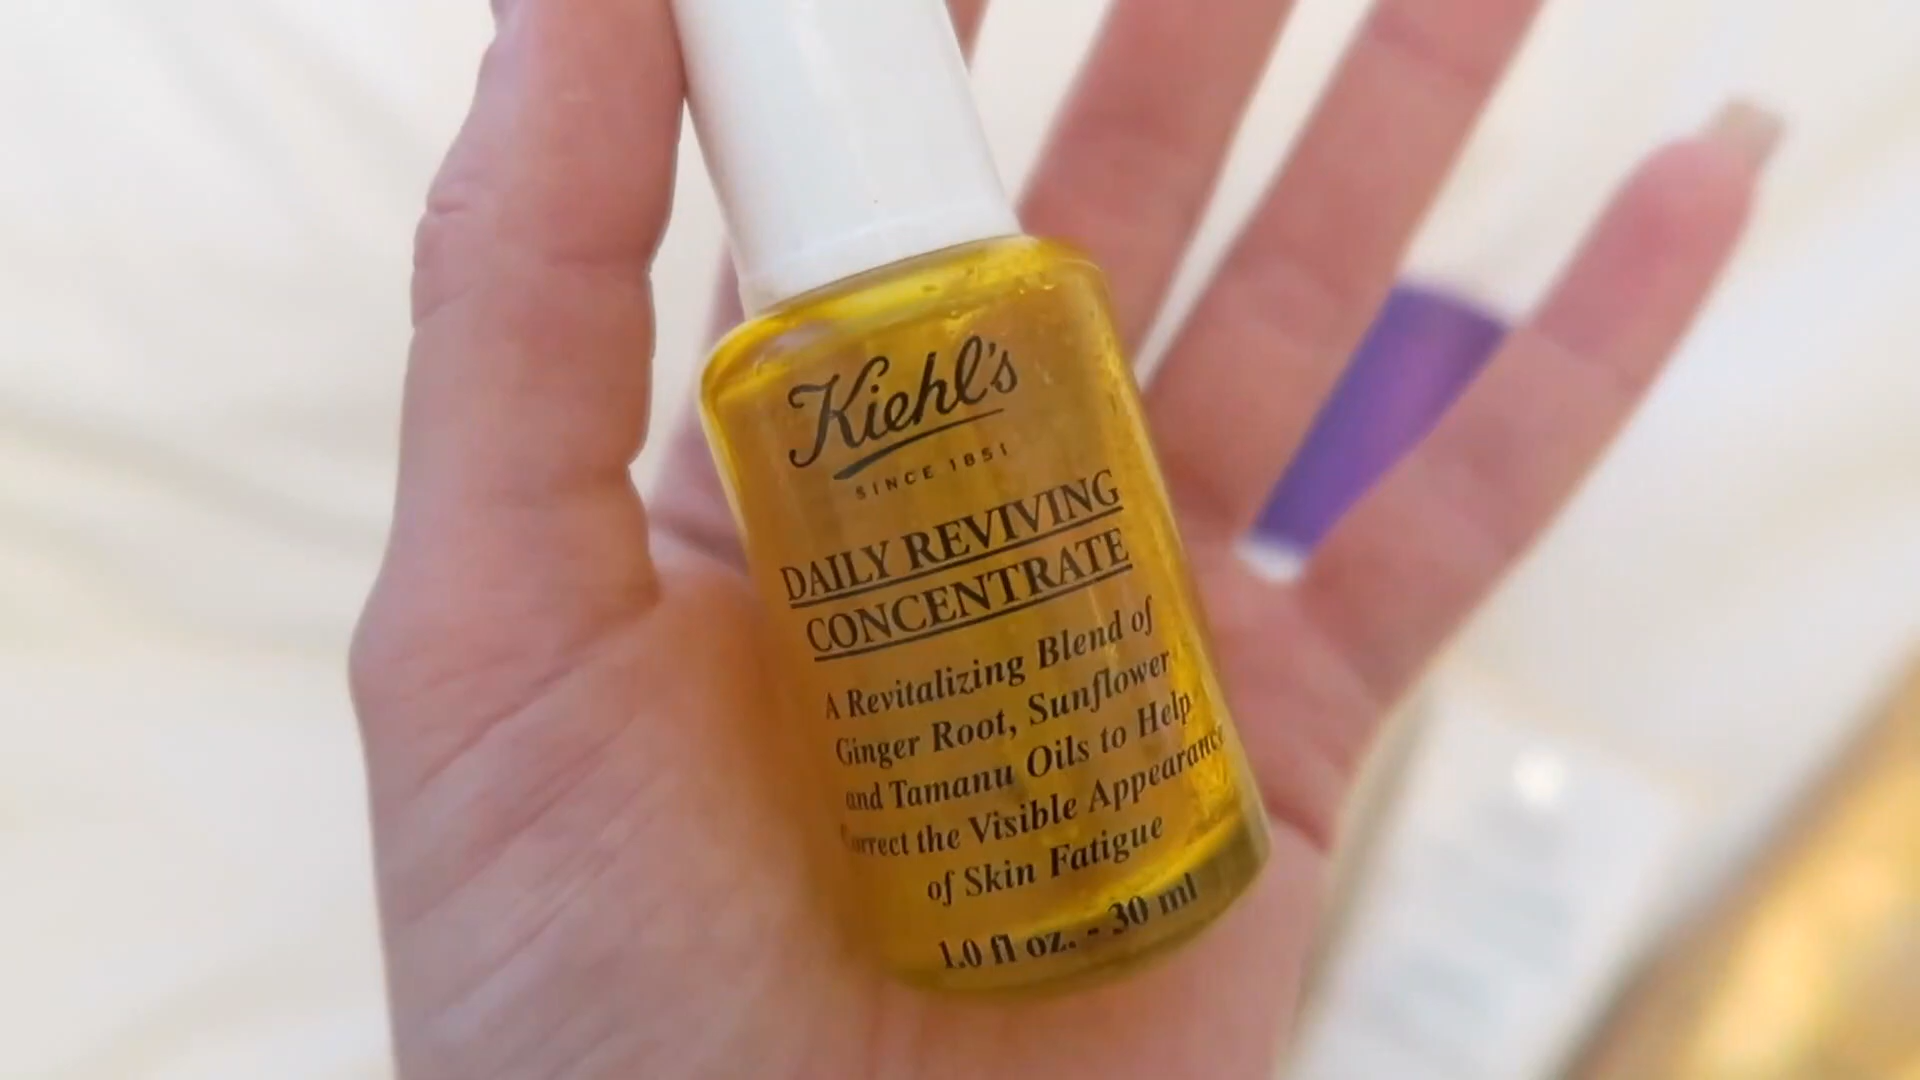 Kiehl's
SINCE 1851
DAILY REVIVING
CONCENTRATE
A Revitalizing Blend of
Ginger Root, Sunflower
and Tamanu Oils to Help
Correct the Visible Appearance
of Skin Fatigue
1.0 fl oz. - 30 ml